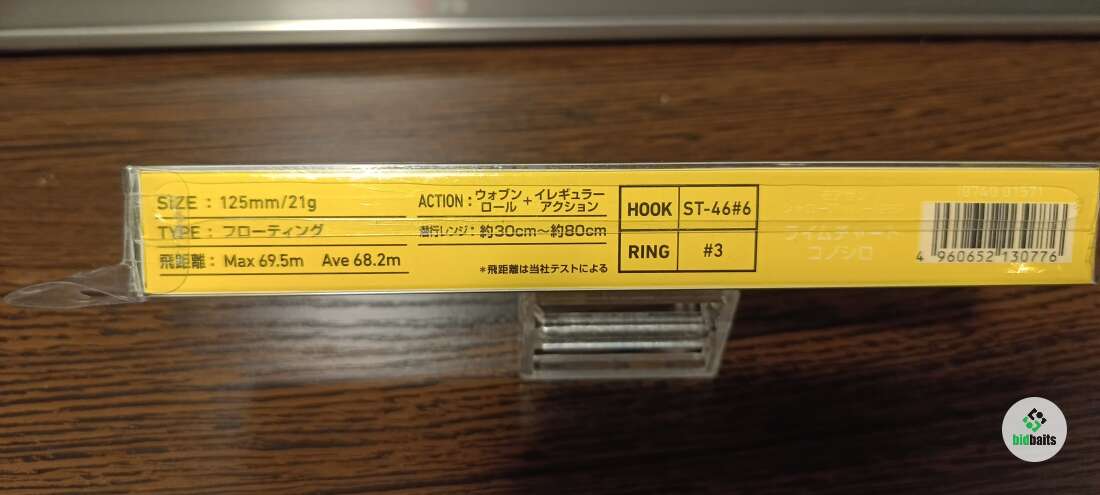 SIZE : 125mm/21g
TYPE : フローティング
飛距離 : Max 69.5m Ave 68.2m
ACTION : ウォブン + イレギュラー
ロール アクション
潜行レンジ : 約30cm～約80cm
*飛距離は当社テストによる
HOOK ST-46#6
RING #3
ライムチャート
コノシロ
4 960652 130776
bidbaits